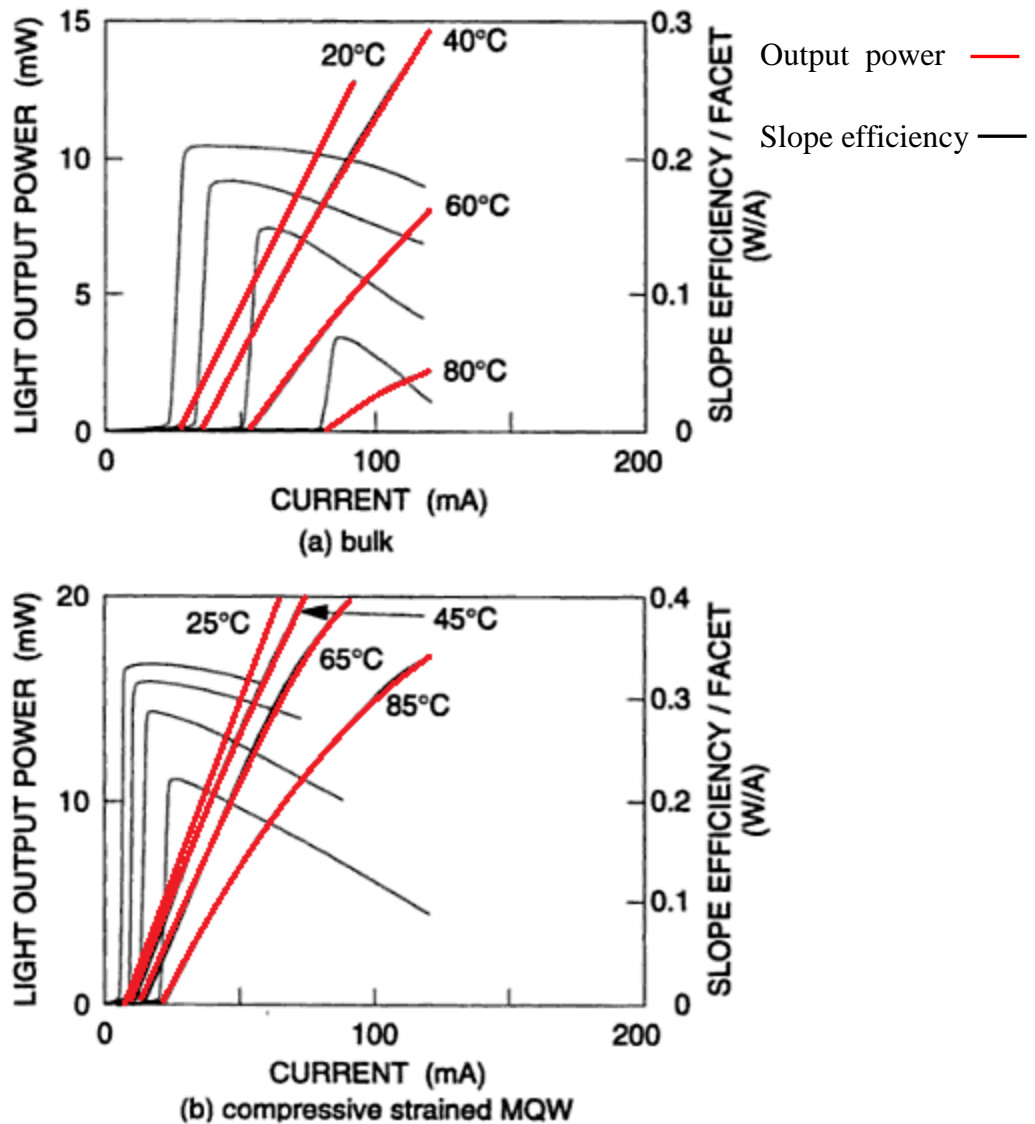 15
10
5
0
LIGHT OUTPUT POWER (mW)
20°C
40°C
60°C
80°C
0.3
0.2
0.1
0
SLOPE EFFICIENCY / FACET
(W/A)
0
100
200
CURRENT (mA)
(a) bulk
Output power
Slope efficiency
20
10
0
LIGHT OUTPUT POWER (mW)
25°C
45°C
65°C
85°C
0.4
0.3
0.2
0.1
0
SLOPE EFFICIENCY / FACET
(W/A)
0
100
200
CURRENT (mA)
(b) compressive strained MQW